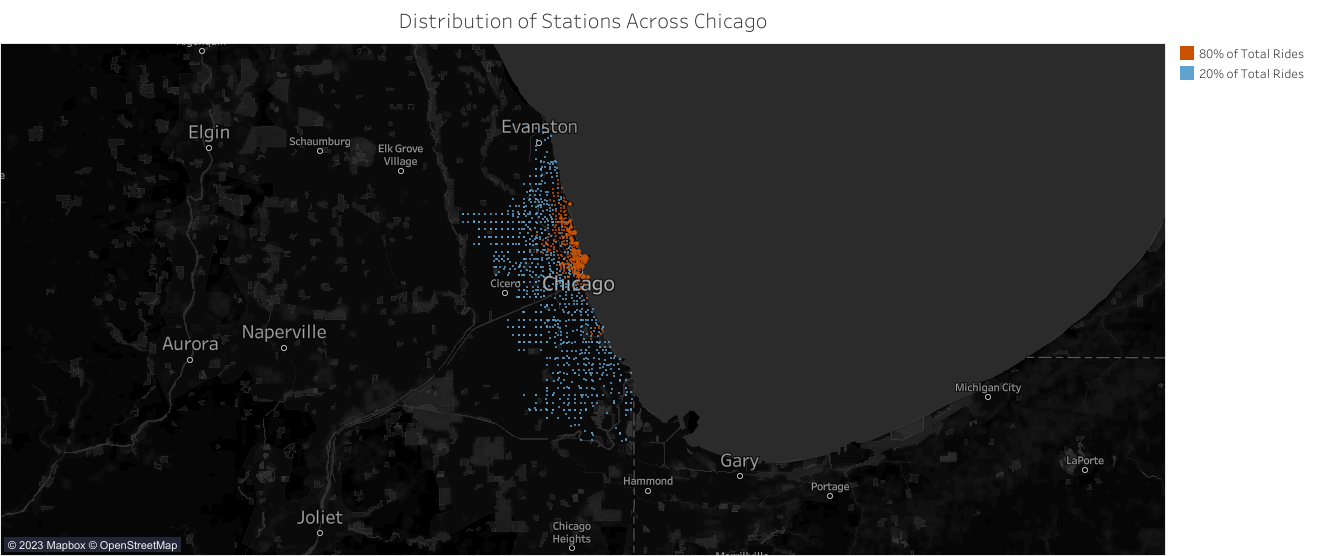 Distribution of Stations Across Chicago
80% of Total Rides
20% of Total Rides
Evanston
Elgin
Schaumburg
Elk Grove
Village
Cicero
Chicago
Naperville
Aurora
Michigan City
Gary
LaPorte
Hammond
Portage
Joliet
Chicago
Heights
© 2023 Mapbox © OpenStreetMap